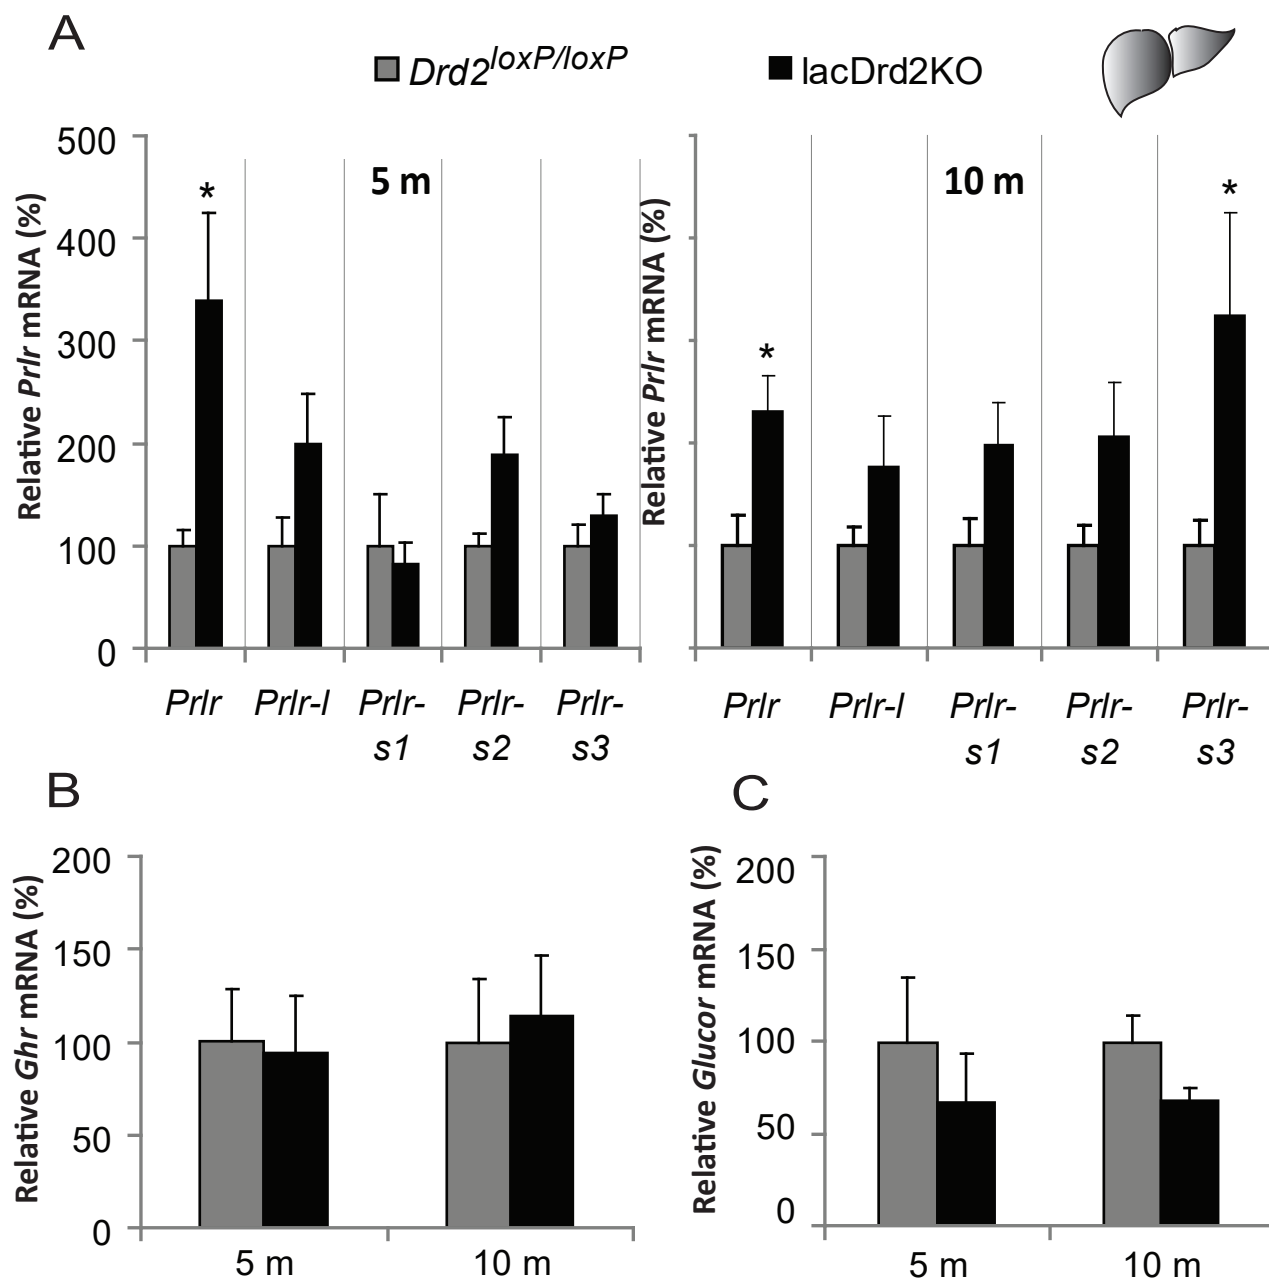 A
Drd2loxP/loxP
lacDrd2KO
Relative Prlr mRNA (%)
500
400
300
200
100
0
5 m
*
Prlr
Prlr-l
Prlr-
s1
Prlr-
s2
Prlr-
s3
Relative Prlr mRNA (%)
10 m
*
*
Prlr
Prlr-l
Prlr-
s1
Prlr-
s2
Prlr-
s3
B
Relative Ghr mRNA (%)
200
150
100
50
0
5 m
10 m
C
Relative Glucor mRNA (%)
200
150
100
50
0
5 m
10 m